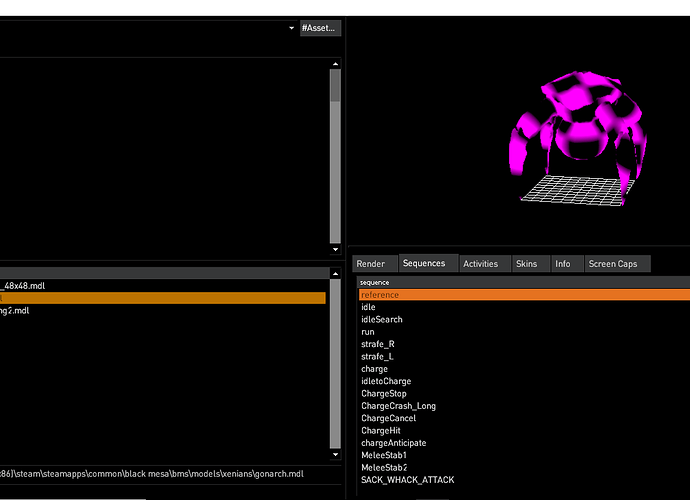 #Asset...
_48x48.mdl
ng2.mdl
x86)\steam\steamapps\common\black mesa\bms\models\xenians\gonarch.mdl
Render Sequences Activities Skins Info Screen Caps
sequence
reference
idle
idleSearch
run
strafe_R
strafe_L
charge
idletoCharge
ChargeStop
ChargeCrash_Long
ChargeCancel
ChargeHit
chargeAnticipate
MeleeStab1
MeleeStab2
SACK_WHACK_ATTACK